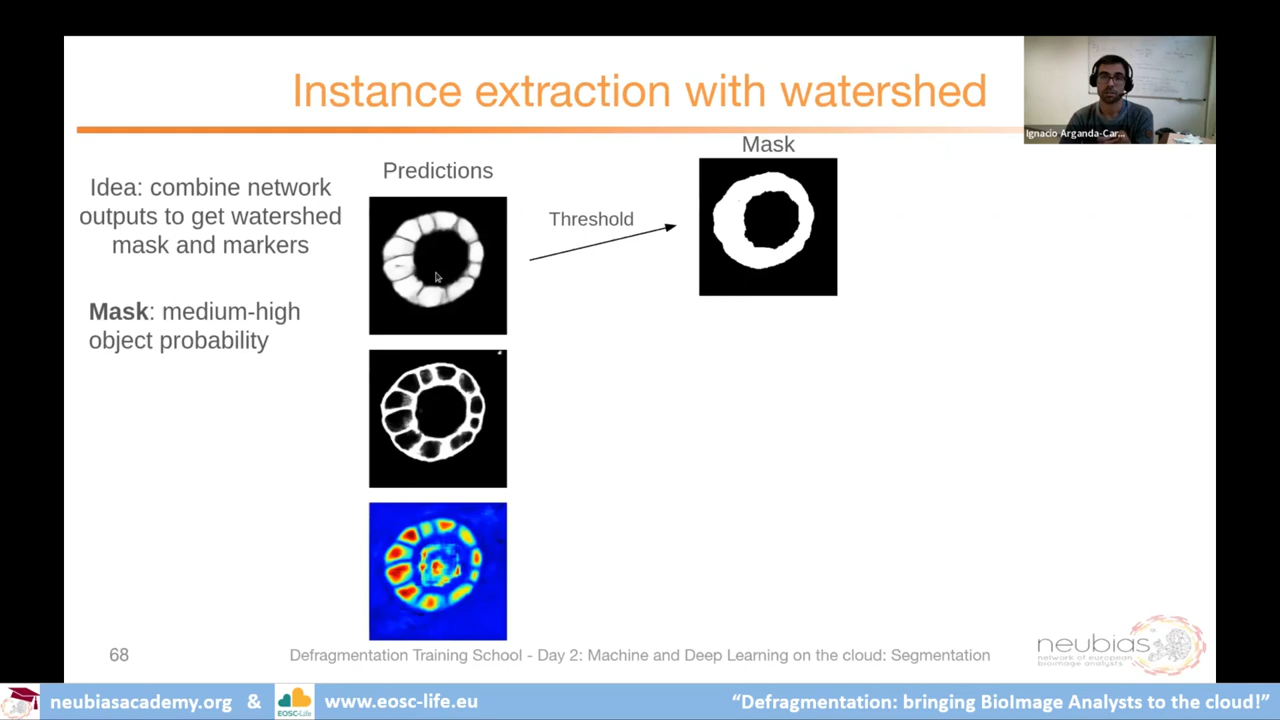 Instance extraction with watershed
Ignacio Arganda-Car...
Idea: combine network
outputs to get watershed
mask and markers
Mask: medium-high
object probability
Predictions
Threshold
Mask
68
Defragmentation Training School - Day 2: Machine and Deep Learning on the cloud: Segmentation
neubias
network of european
bioimage analysts
neubiasacademy.org & EOSC-Life www.eosc-life.eu
“Defragmentation: bringing BioImage Analysts to the cloud!”